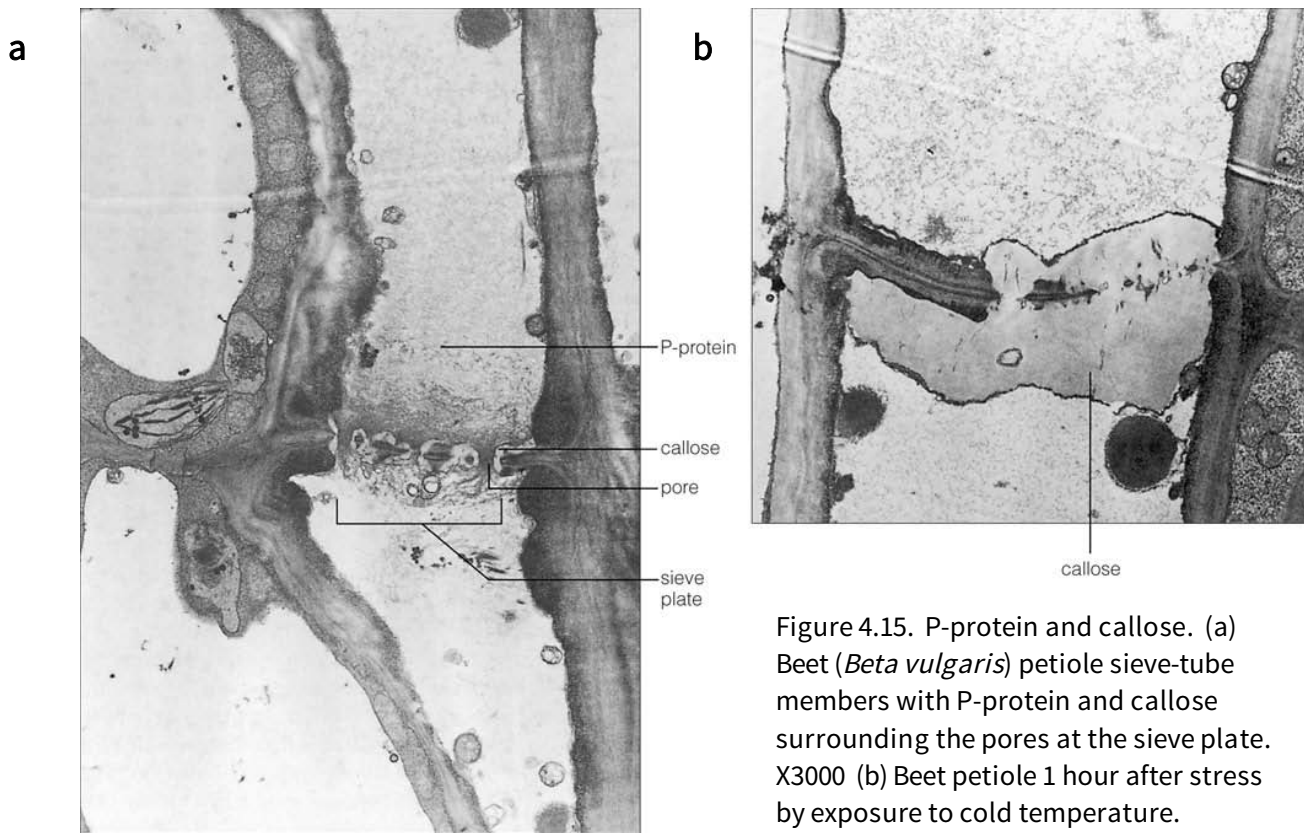 a
b
P-protein
callose
pore
sieve
plate
callose
Figure 4.15. P-protein and callose. (a)
Beet (Beta vulgaris) petiole sieve-tube
members with P-protein and callose
surrounding the pores at the sieve plate.
X3000 (b) Beet petiole 1 hour after stress
by exposure to cold temperature.